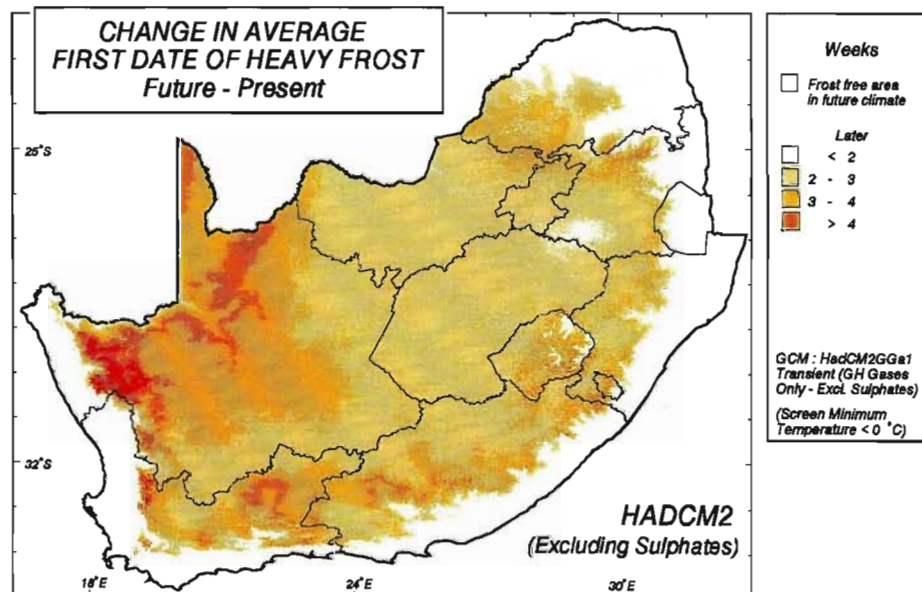 CHANGE IN AVERAGE
FIRST DATE OF HEAVY FROST
Future - Present
Weeks
Frost free area
in future climate
Later
< 2
2 - 3
3 - 4
> 4
GCM : HadCM2GGa1
Transient (GH Gases
Only - Excl. Sulphates)
(Screen Minimum
Temperature < 0 °C)
25°S
32°S
HADCM2
(Excluding Sulphates)
18°E
24°E
30°E